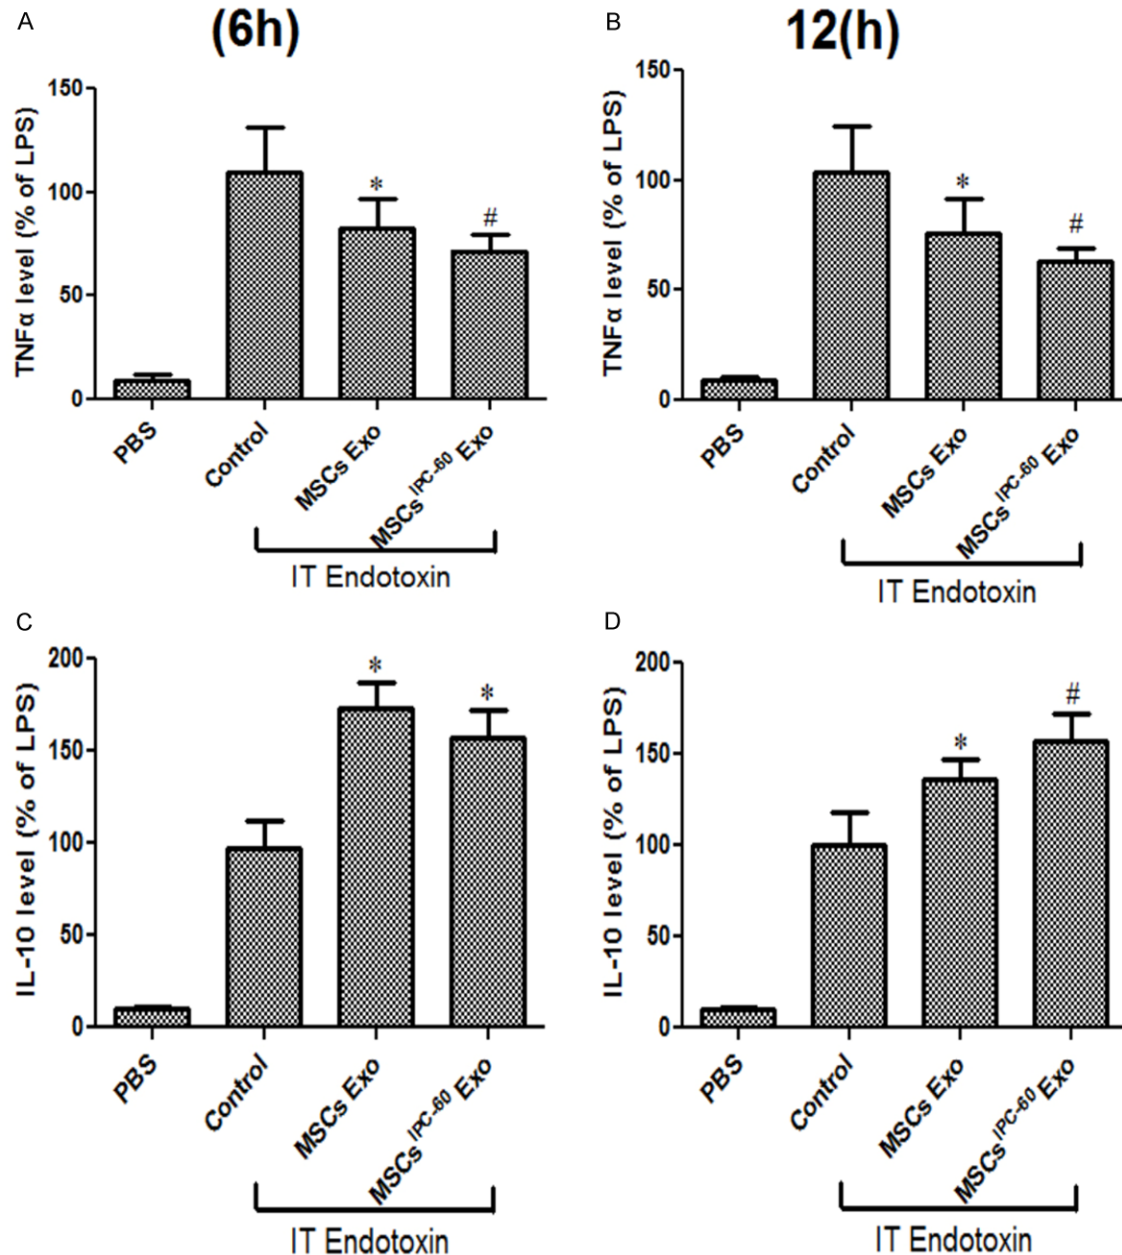 A
(6h)
TNFα level (% of LPS)
150
100
50
0
*
#
PBS
Control
MSCs Exo
MSCs IPC-60 Exo
IT Endotoxin
B
12(h)
TNFα level (% of LPS)
150
100
50
0
*
#
PBS
Control
MSCs Exo
MSCs IPC-60 Exo
IT Endotoxin
C
IL-10 level (% of LPS)
200
150
100
50
0
*
*
PBS
Control
MSCs Exo
MSCs IPC-60 Exo
IT Endotoxin
D
IL-10 level (% of LPS)
200
150
100
50
0
*
#
PBS
Control
MSCs Exo
MSCs IPC-60 Exo
IT Endotoxin